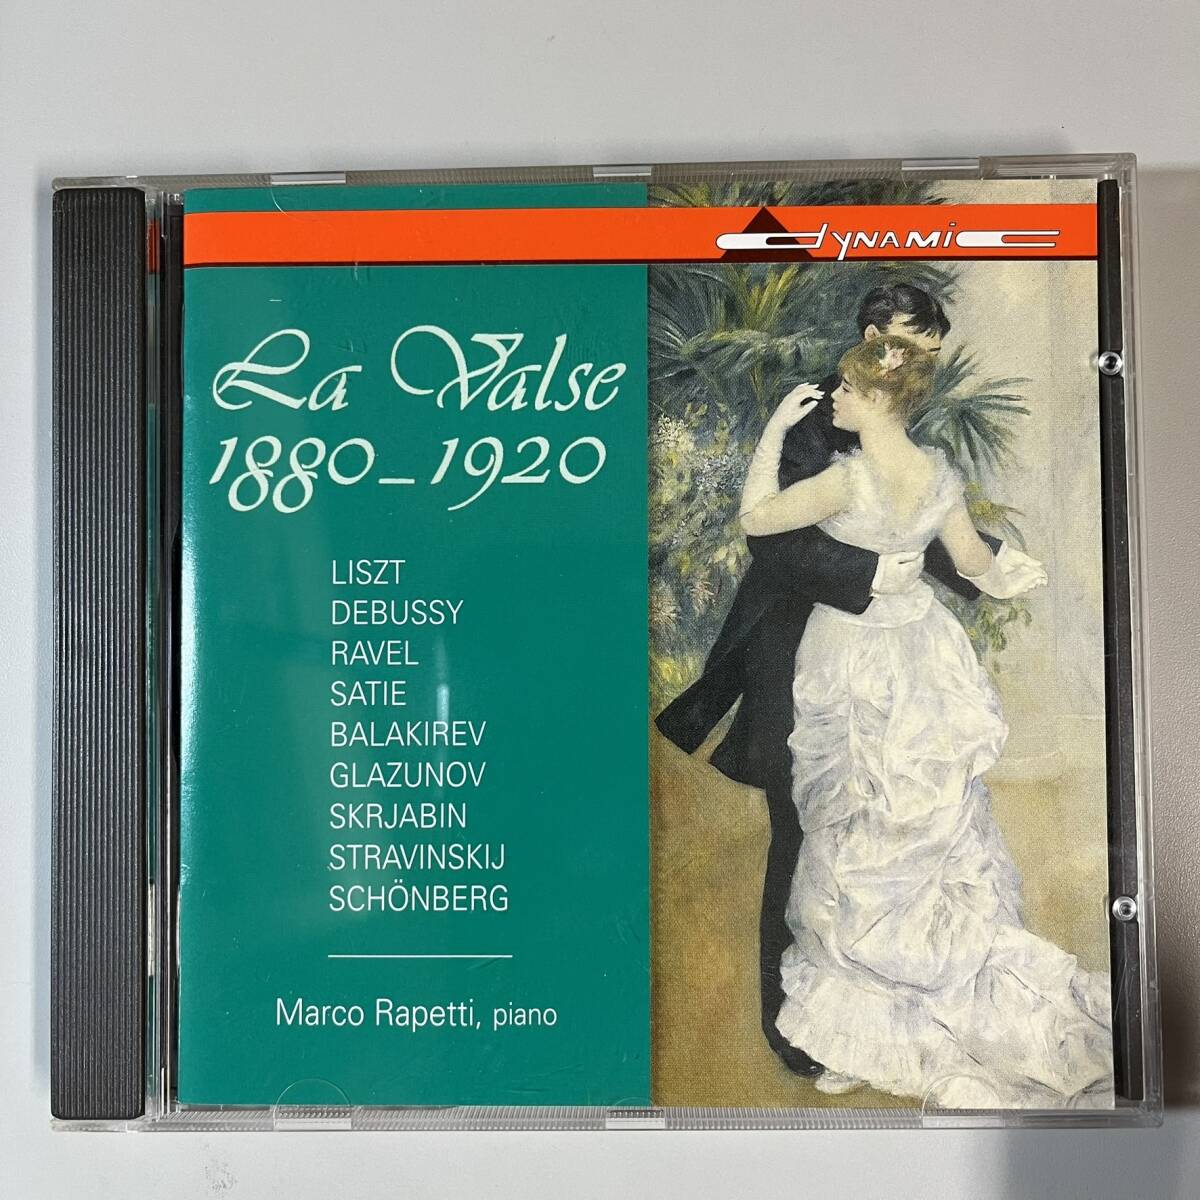 dynamic
La Valse
1880_1920
LISZT
DEBUSSY
RAVEL
SATIE
BALAKIREV
GLAZUNOV
SKRJABIN
STRAVINSKIJ
SCHÖNBERG
Marco Rapetti, piano